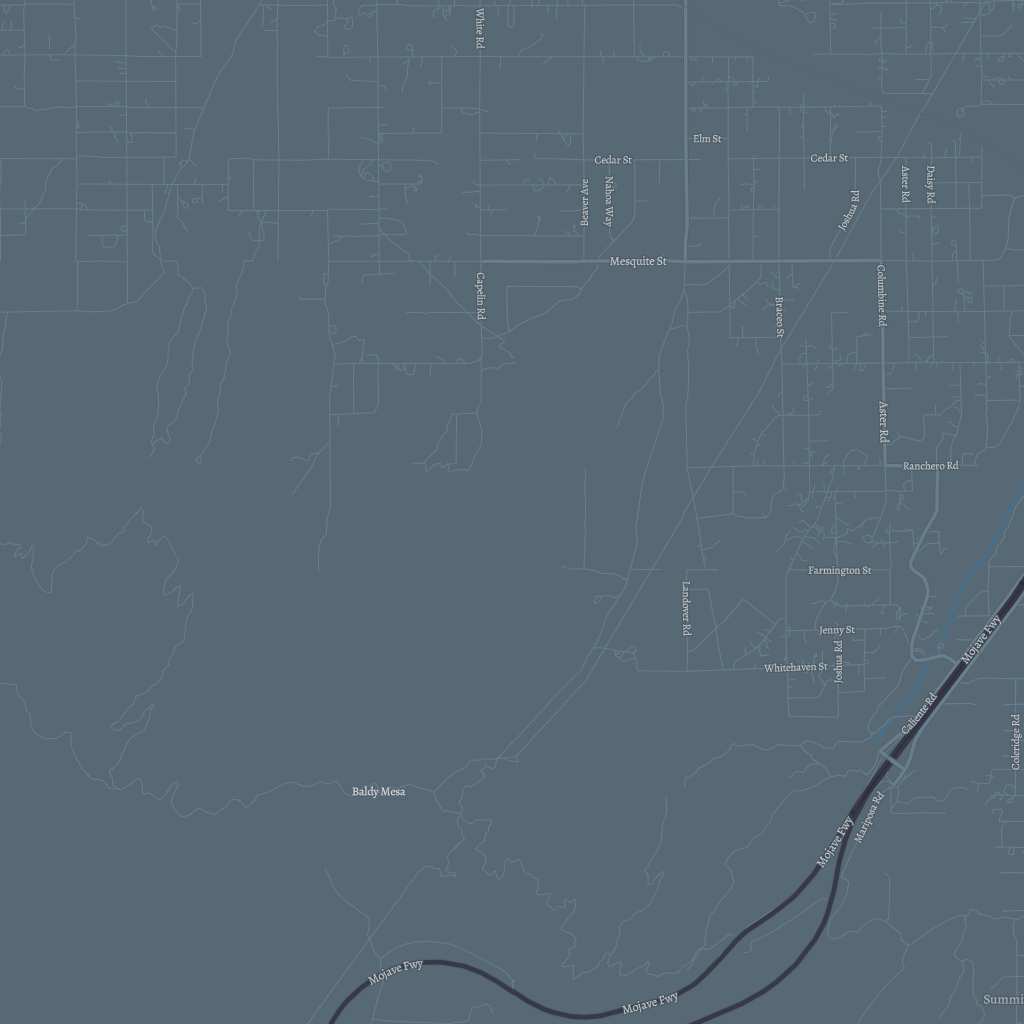 White Rd
Elm St
Cedar St
Cedar St
Beaver Ave
Nahoa Way
Joshua Rd
Aster Rd
Daisy Rd
Mesquite St
Capelin Rd
Braceo St
Columbine Rd
Aster Rd
Ranchero Rd
Farmington St
Landover Rd
Jenny St
Joshua Rd
Whitehaven St
Mojave Fwy
Caliente Rd
Coleridge Rd
Baldy Mesa
Mojave Fwy
Mariposa Rd
Mojave Fwy
Mojave Fwy
Summi